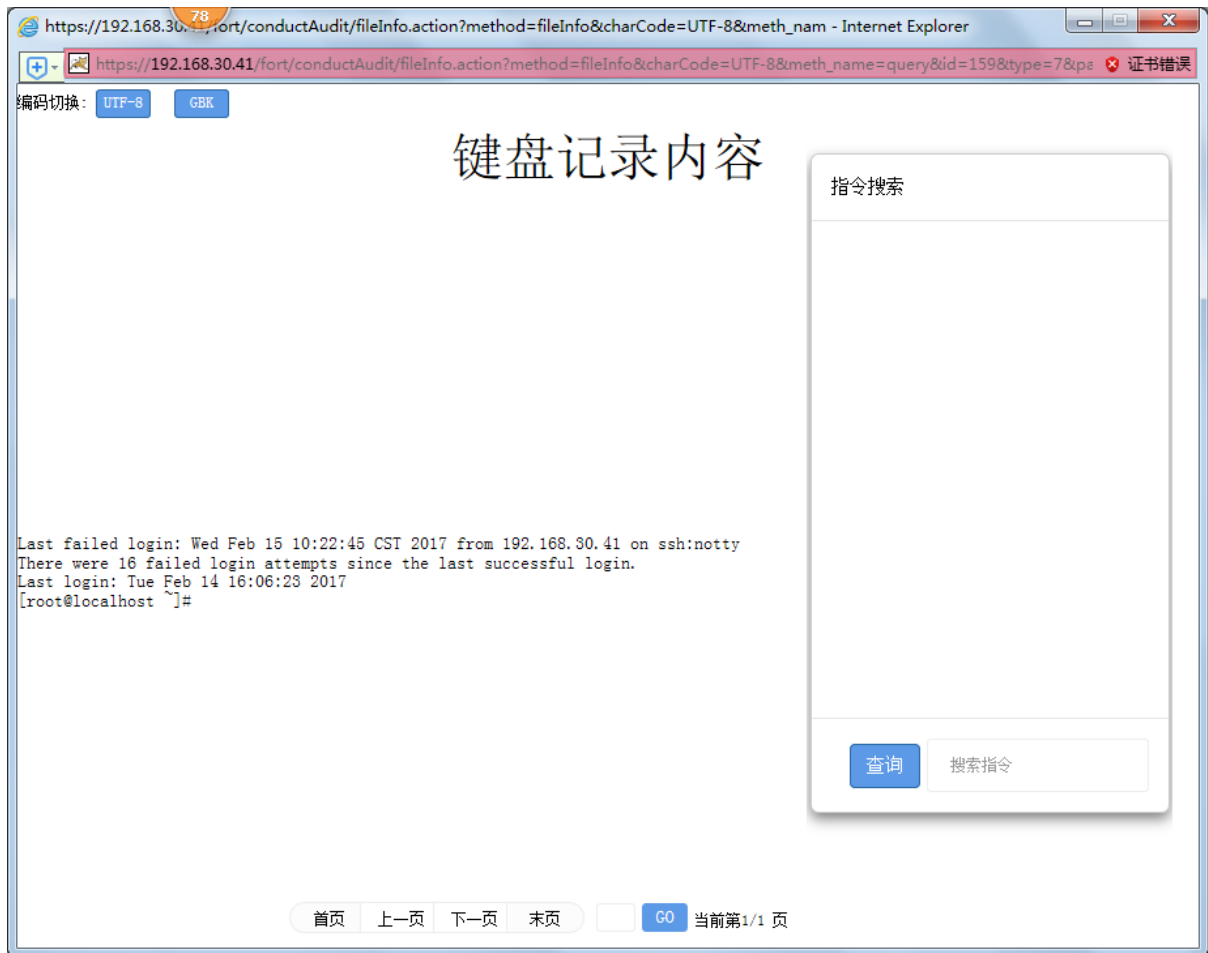 https://192.168.30.41/fort/conductAudit/fileInfo.action?method=fileInfo&charCode=UTF-8&meth_nam - Internet Explorer
78
https://192.168.30.41/fort/conductAudit/fileInfo.action?method=fileInfo&charCode=UTF-8&meth_name=query&id=159&type=7&pa 证书错误
编码切换: UTF-8 GBK
键盘记录内容
指令搜索
Last failed login: Wed Feb 15 10:22:45 CST 2017 from 192.168.30.41 on ssh:notty
There were 16 failed login attempts since the last successful login.
Last login: Tue Feb 14 16:06:23 2017
[root@localhost ~]#
查询 搜索指令
首页 上一页 下一页 末页 GO 当前第1/1 页